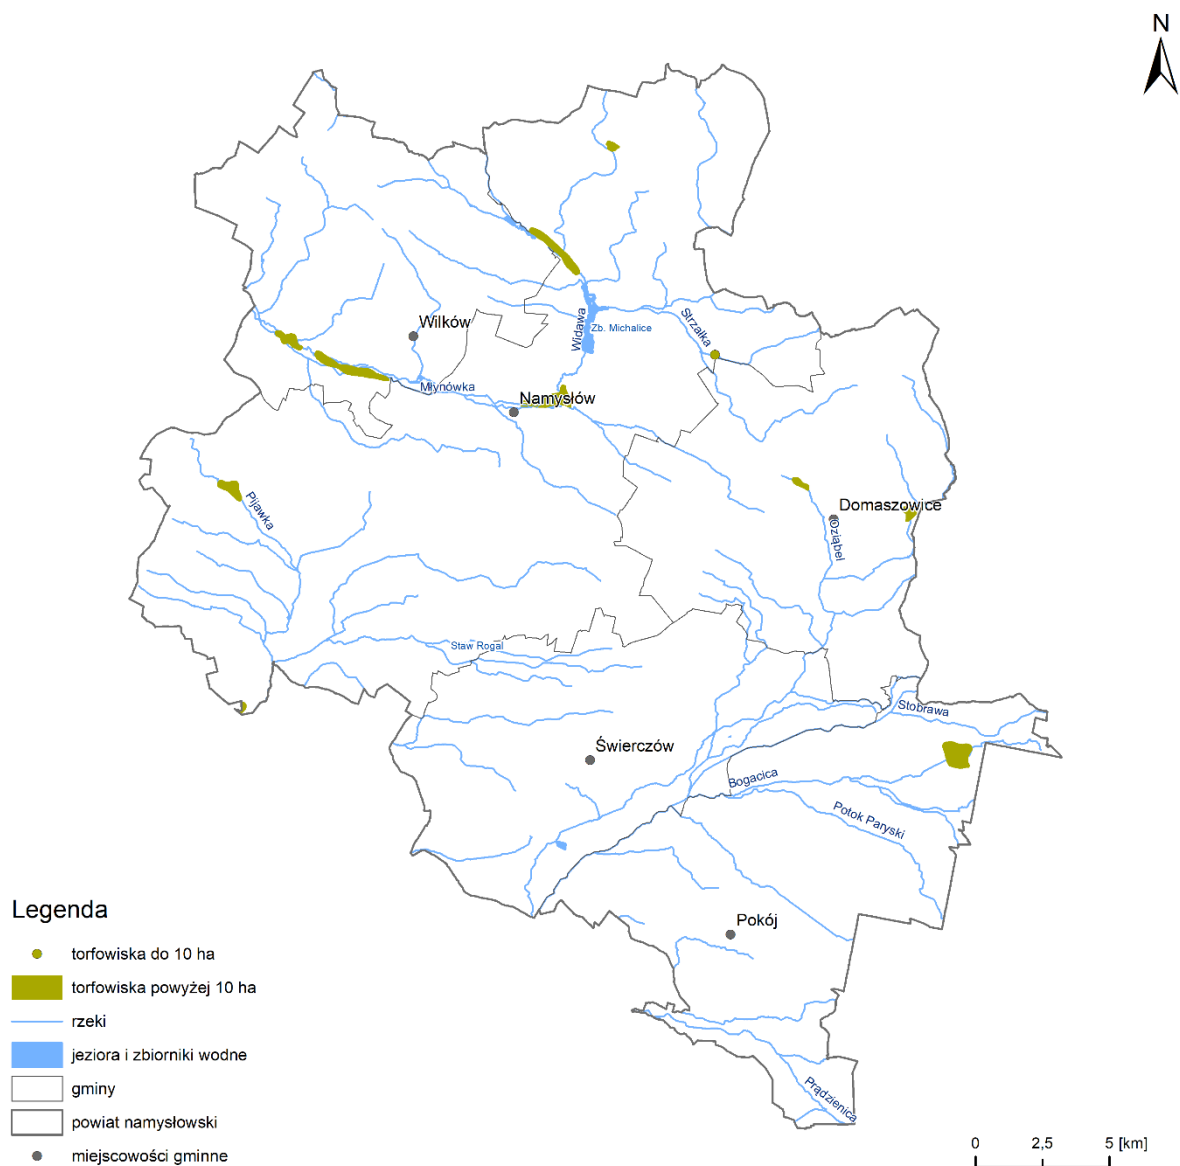 N
Wilków
Widawa
Zb. Michalice
Strzałka
Młynówka
Namysłów
Pijawka
Domaszowice
Oziąbel
Staw Rogal
Stobrawa
Świerczów
Bogacica
Potok Paryski
Pokój
Prądzienica
Legenda
torfowiska do 10 ha
torfowiska powyżej 10 ha
rzeki
jeziora i zbiorniki wodne
gminy
powiat namysłowski
miejscowości gminne
0 2,5 5 [km]